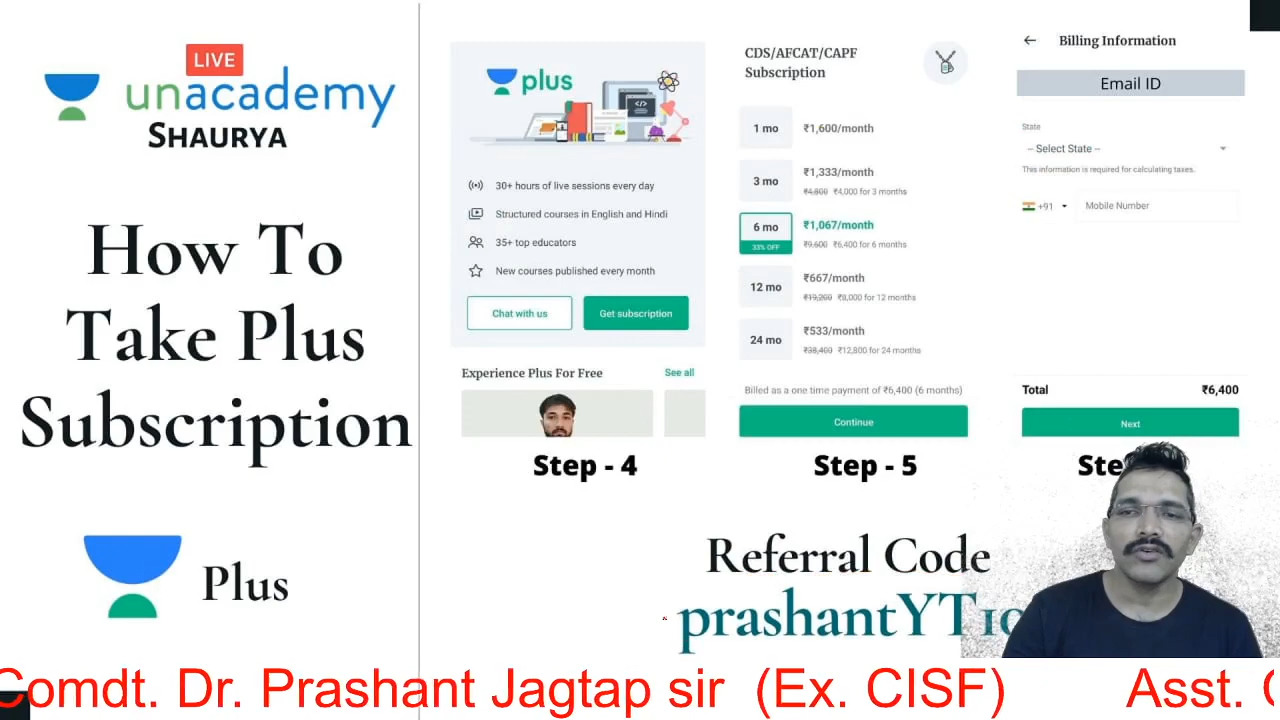 LIVE
unacademy
SHAURYA
How To
Take Plus
Subscription
Plus
plus
30+ hours of live sessions every day
Structured courses in English and Hindi
35+ top educators
New courses published every month
Chat with us
Get subscription
Experience Plus For Free
See all
Step - 4
CDS/AFCAT/CAPF
Subscription
1 mo
₹1,600/month
3 mo
₹1,333/month
₹4,800 ₹4,000 for 3 months
6 mo
33% OFF
₹1,067/month
₹9,600 ₹6,400 for 6 months
12 mo
₹667/month
₹19,200 ₹8,000 for 12 months
24 mo
₹533/month
₹38,400 ₹12,800 for 24 months
Billed as a one time payment of ₹6,400 (6 months)
Continue
Step - 5
Billing Information
Email ID
State
-- Select State --
This information is required for calculating taxes.
+91
Mobile Number
Total ₹6,400
Next
Ste
Referral Code
prashantYT10
Comdt. Dr. Prashant Jagtap sir (Ex. CISF) Asst.